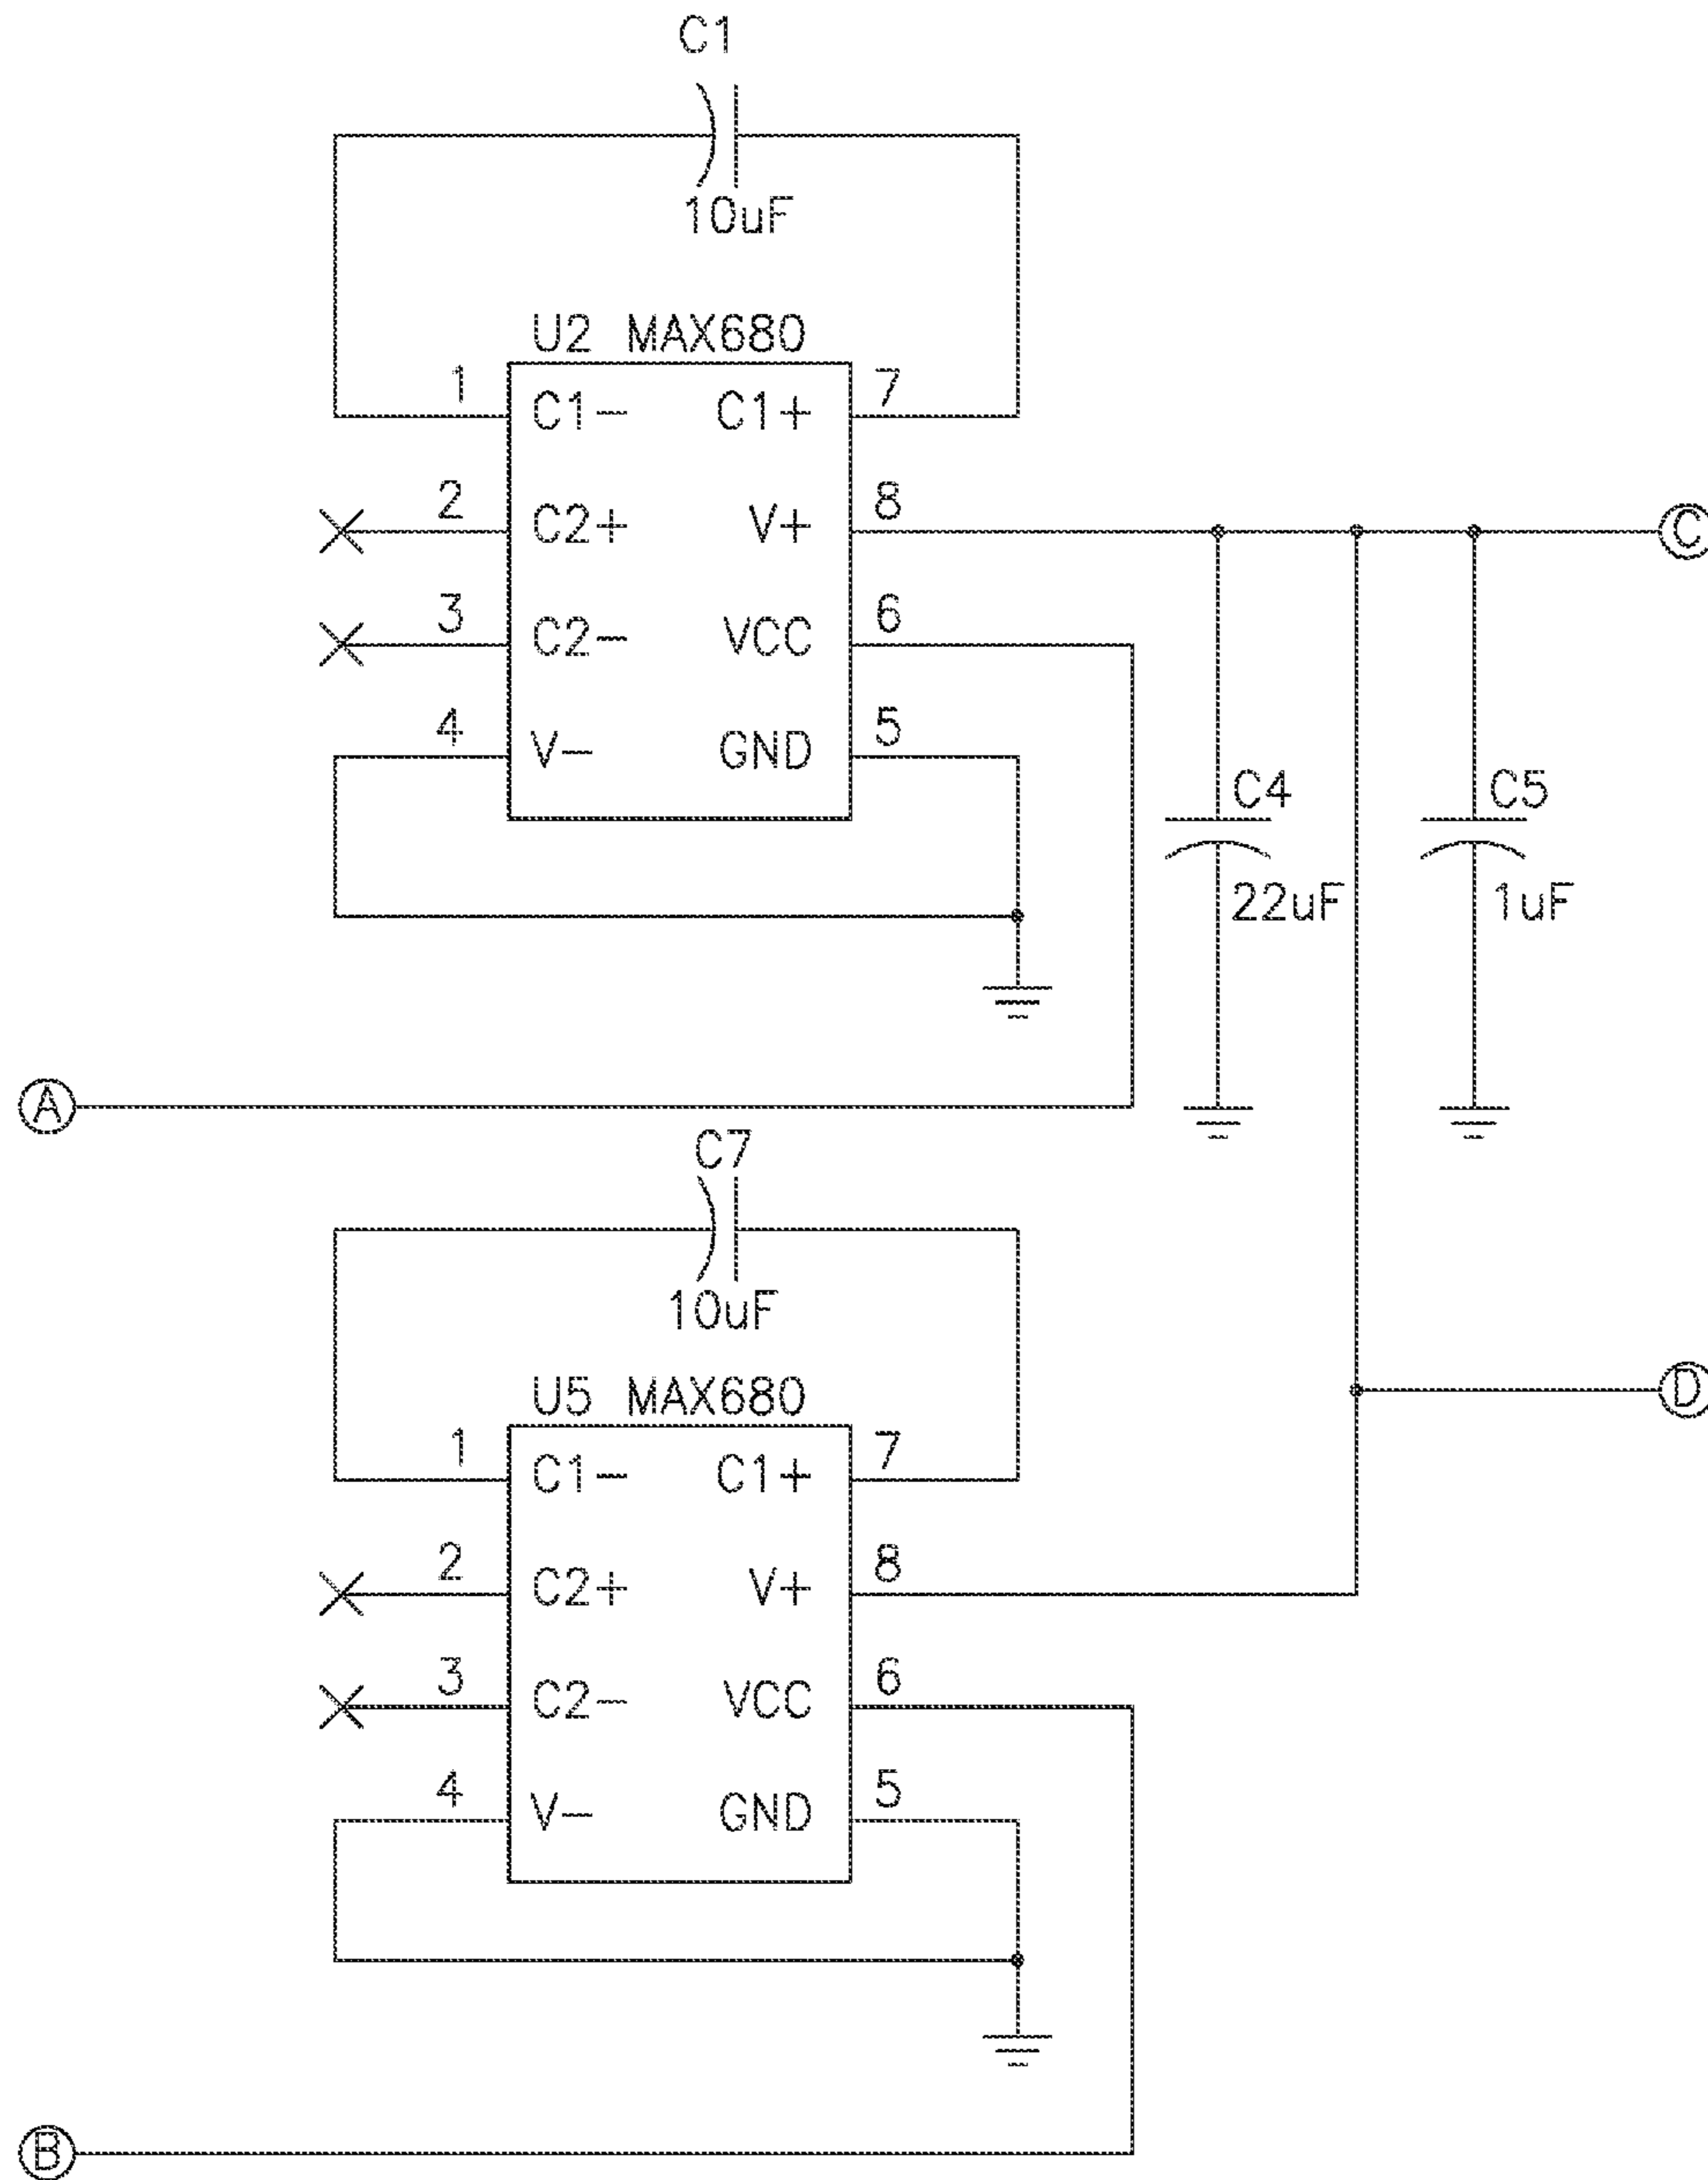 C1
10uF
U2 MAX680
1 C1- C1+ 7
2 C2+ V+ 8
3 C2- VCC 6
4 V- GND 5
C
C4
22uF
C5
1uF
A
C7
10uF
U5 MAX680
1 C1- C1+ 7
2 C2+ V+ 8
3 C2- VCC 6
4 V- GND 5
D
B